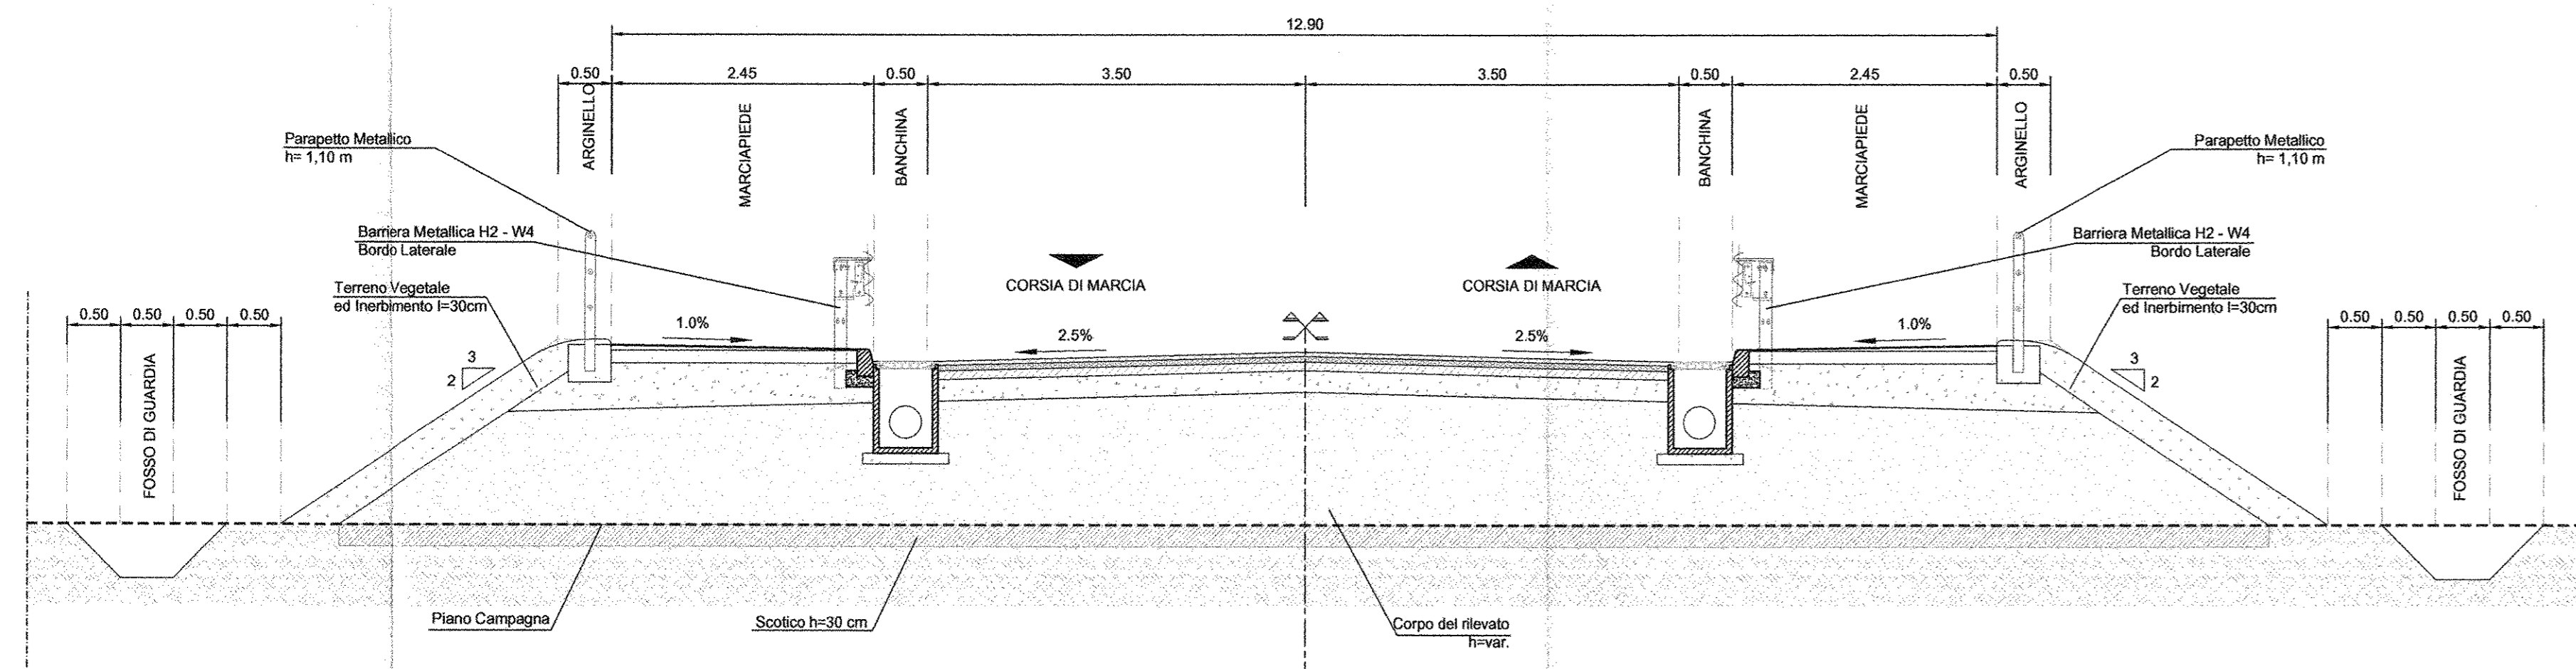 12.90
0.50
2.45
0.50
3.50
3.50
0.50
2.45
0.50
ARGINELLO
MARCIAPIEDE
BANCHINA
BANCHINA
MARCIAPIEDE
ARGINELLO
Parapetto Metallico
h= 1,10 m
Parapetto Metallico
h= 1,10 m
Barriera Metallica H2 - W4
Bordo Laterale
Barriera Metallica H2 - W4
Bordo Laterale
CORSIA DI MARCIA
CORSIA DI MARCIA
Terreno Vegetale
ed Inerbimento l=30cm
Terreno Vegetale
ed Inerbimento l=30cm
0.50
0.50
0.50
0.50
0.50
0.50
0.50
0.50
1.0%
2.5%
2.5%
1.0%
3
2
3
2
FOSSO DI GUARDIA
FOSSO DI GUARDIA
Piano Campagna
Scotico h=30 cm
Corpo del rilevato
h=var.